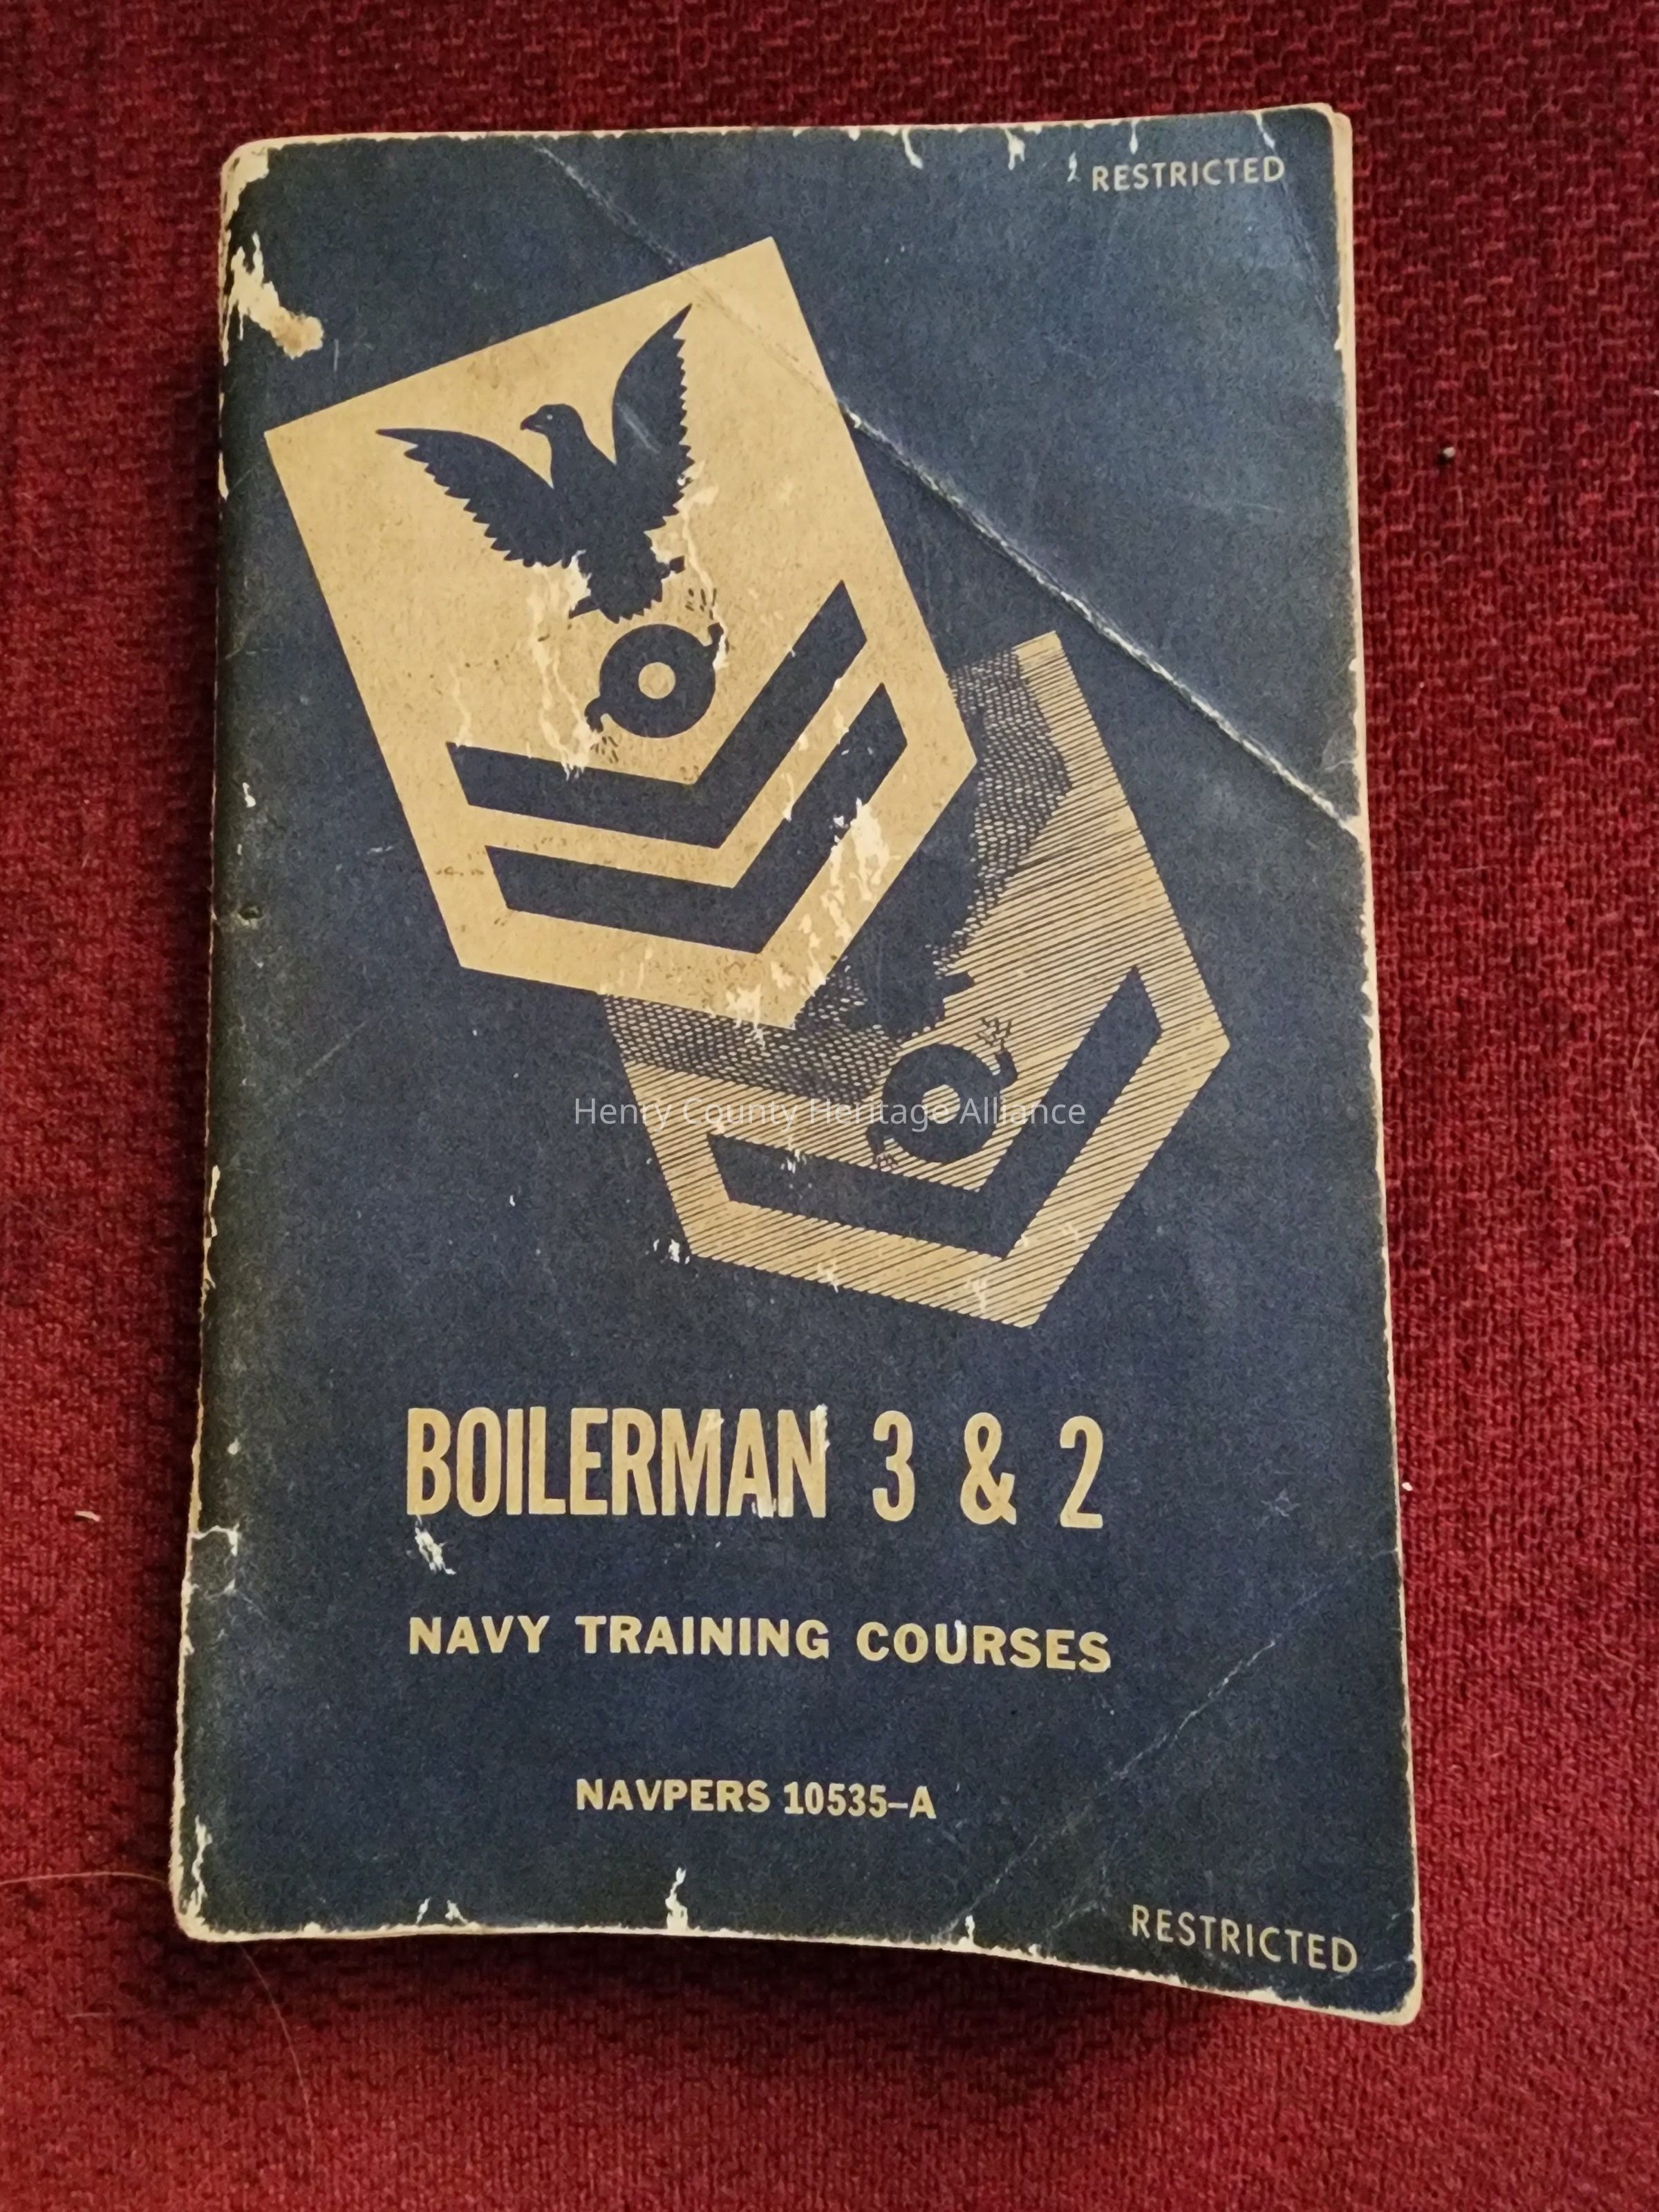 RESTRICTED
Henry County Heritage Alliance
BOILERMAN 3 & 2
NAVY TRAINING COURSES
NAVPERS 10535-A
RESTRICTED